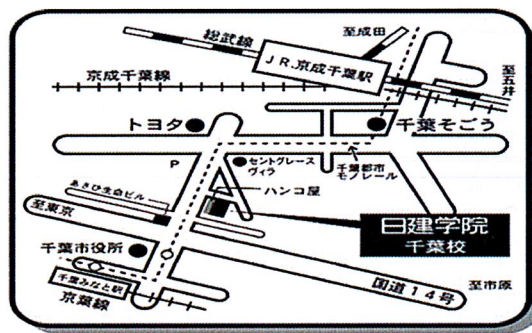 至成田
総武線
JR.京成千葉駅
至五井
京成千葉線
トヨタ
千葉そごう
P
セントグレース
ヴィラ
千葉都市
モノレール
ハンコ屋
あさひ生命ビル
至東京
日建学院
千葉校
千葉市役所
国道14号
至市原
千葉みなと駅
京葉線